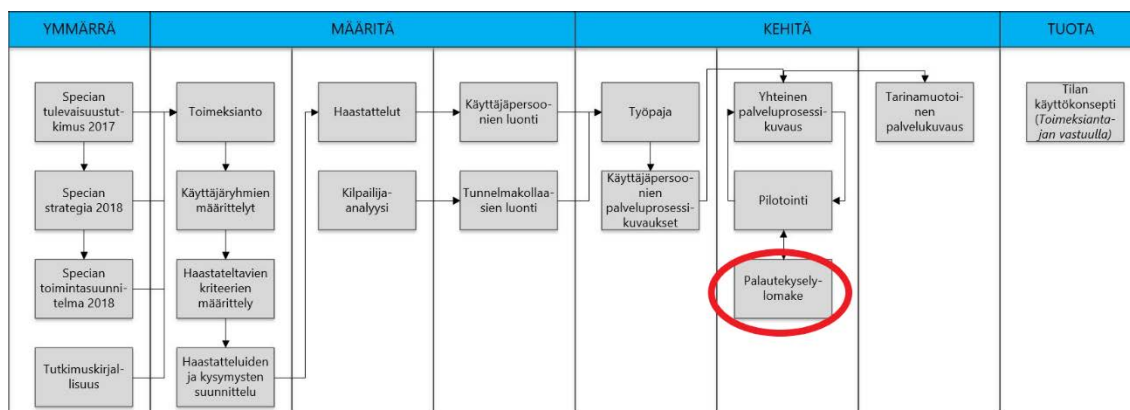 YMMÄRRÄ
MÄÄRITÄ
KEHITÄ
TUOTA
Specian
tulevaisuustut-
kimus 2017
Specian
strategia 2018
Specian
toimintasuunni-
telma 2018
Tutkimuskirjal-
lisuus
Toimeksianto
Käyttäjäryhmien
määrittelyt
Haastateltavien
kriteerien
määrittely
Haastatteluiden
ja kysymysten
suunnittelu
Haastattelut
Kilpailija-
analyysi
Käyttäjäpersoo-
nien luonti
Tunnelmakollaa-
sien luonti
Työpaja
Käyttäjäpersoo-
nien
palveluprosessi-
kuvaukset
Yhteinen
palveluprosessi-
kuvaus
Pilotointi
Palautekysely-
lomake
Tarinamuotoi-
nen
palvelukuvaus
Tilan
käyttökonsepti
(Toimeksianta-
jan vastuulla)